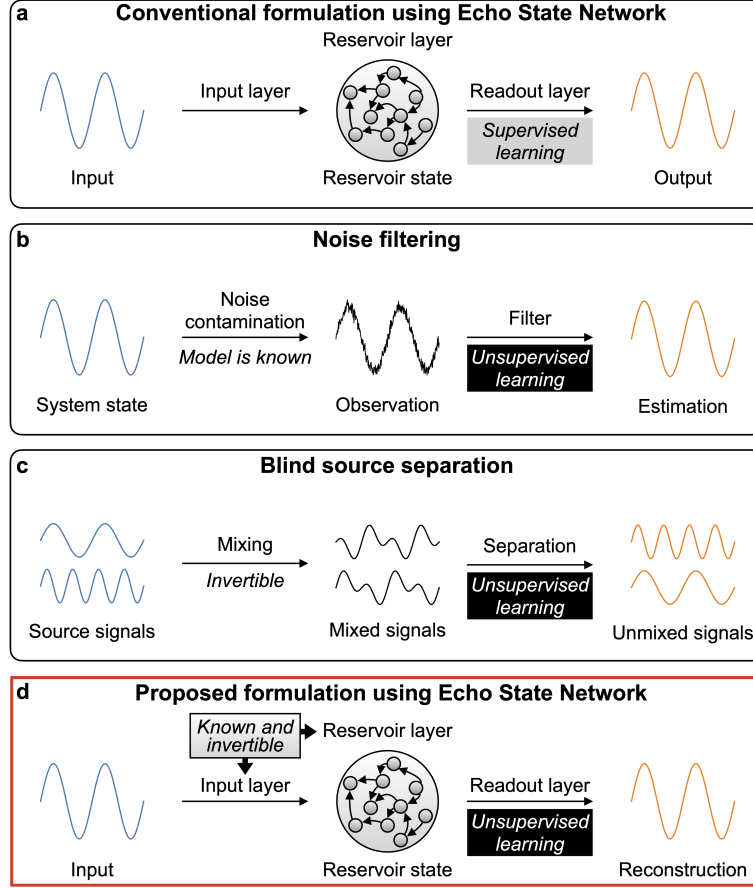 a
Conventional formulation using Echo State Network
Reservoir layer
Input layer
Readout layer
Supervised
learning
Input
Reservoir state
Output
b
Noise filtering
Noise
contamination
Filter
Model is known
Unsupervised
learning
System state
Observation
Estimation
c
Blind source separation
Mixing
Separation
Invertible
Unsupervised
learning
Source signals
Mixed signals
Unmixed signals
d
Proposed formulation using Echo State Network
Known and
invertible
Reservoir layer
Input layer
Readout layer
Unsupervised
learning
Input
Reservoir state
Reconstruction